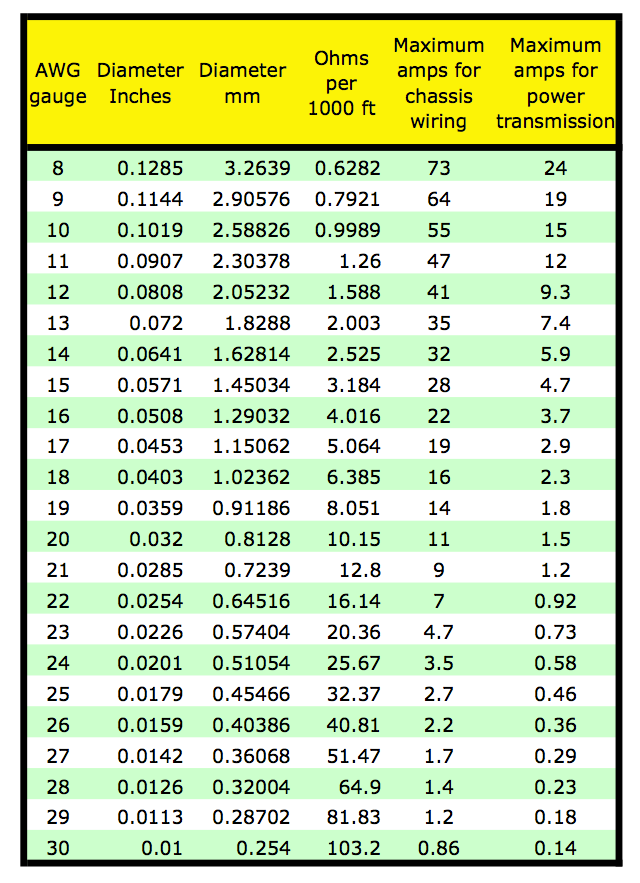 AWG gauge Diameter Inches Diameter mm Ohms per 1000 ft Maximum amps for chassis wiring Maximum amps for power transmission
8 0.1285 3.2639 0.6282 73 24
9 0.1144 2.90576 0.7921 64 19
10 0.1019 2.58826 0.9989 55 15
11 0.0907 2.30378 1.26 47 12
12 0.0808 2.05232 1.588 41 9.3
13 0.072 1.8288 2.003 35 7.4
14 0.0641 1.62814 2.525 32 5.9
15 0.0571 1.45034 3.184 28 4.7
16 0.0508 1.29032 4.016 22 3.7
17 0.0453 1.15062 5.064 19 2.9
18 0.0403 1.02362 6.385 16 2.3
19 0.0359 0.91186 8.051 14 1.8
20 0.032 0.8128 10.15 11 1.5
21 0.0285 0.7239 12.8 9 1.2
22 0.0254 0.64516 16.14 7 0.92
23 0.0226 0.57404 20.36 4.7 0.73
24 0.0201 0.51054 25.67 3.5 0.58
25 0.0179 0.45466 32.37 2.7 0.46
26 0.0159 0.40386 40.81 2.2 0.36
27 0.0142 0.36068 51.47 1.7 0.29
28 0.0126 0.32004 64.9 1.4 0.23
29 0.0113 0.28702 81.83 1.2 0.18
30 0.01 0.254 103.2 0.86 0.14